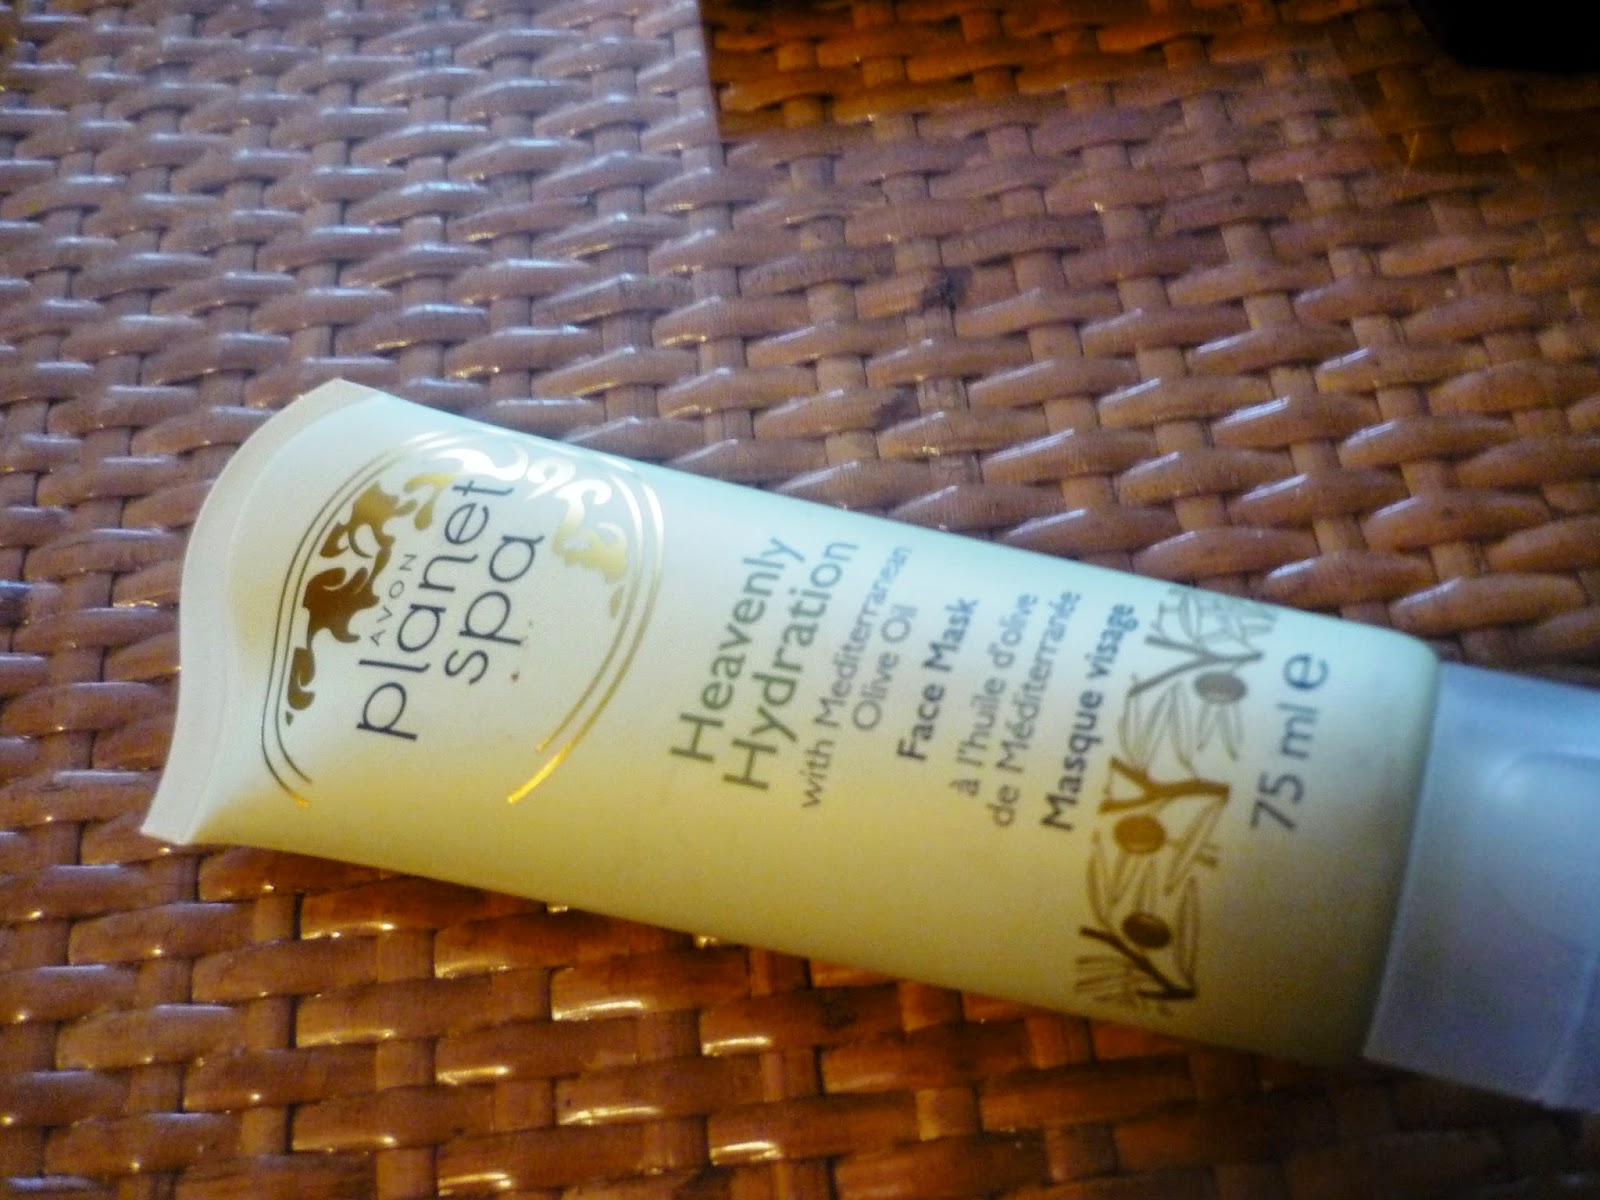 AVON
planet
spa
Heavenly
Hydration
with Mediterranean
Olive Oil
Face Mask
à l'huile d'olive
de Méditerranée
Masque visage
75 ml e